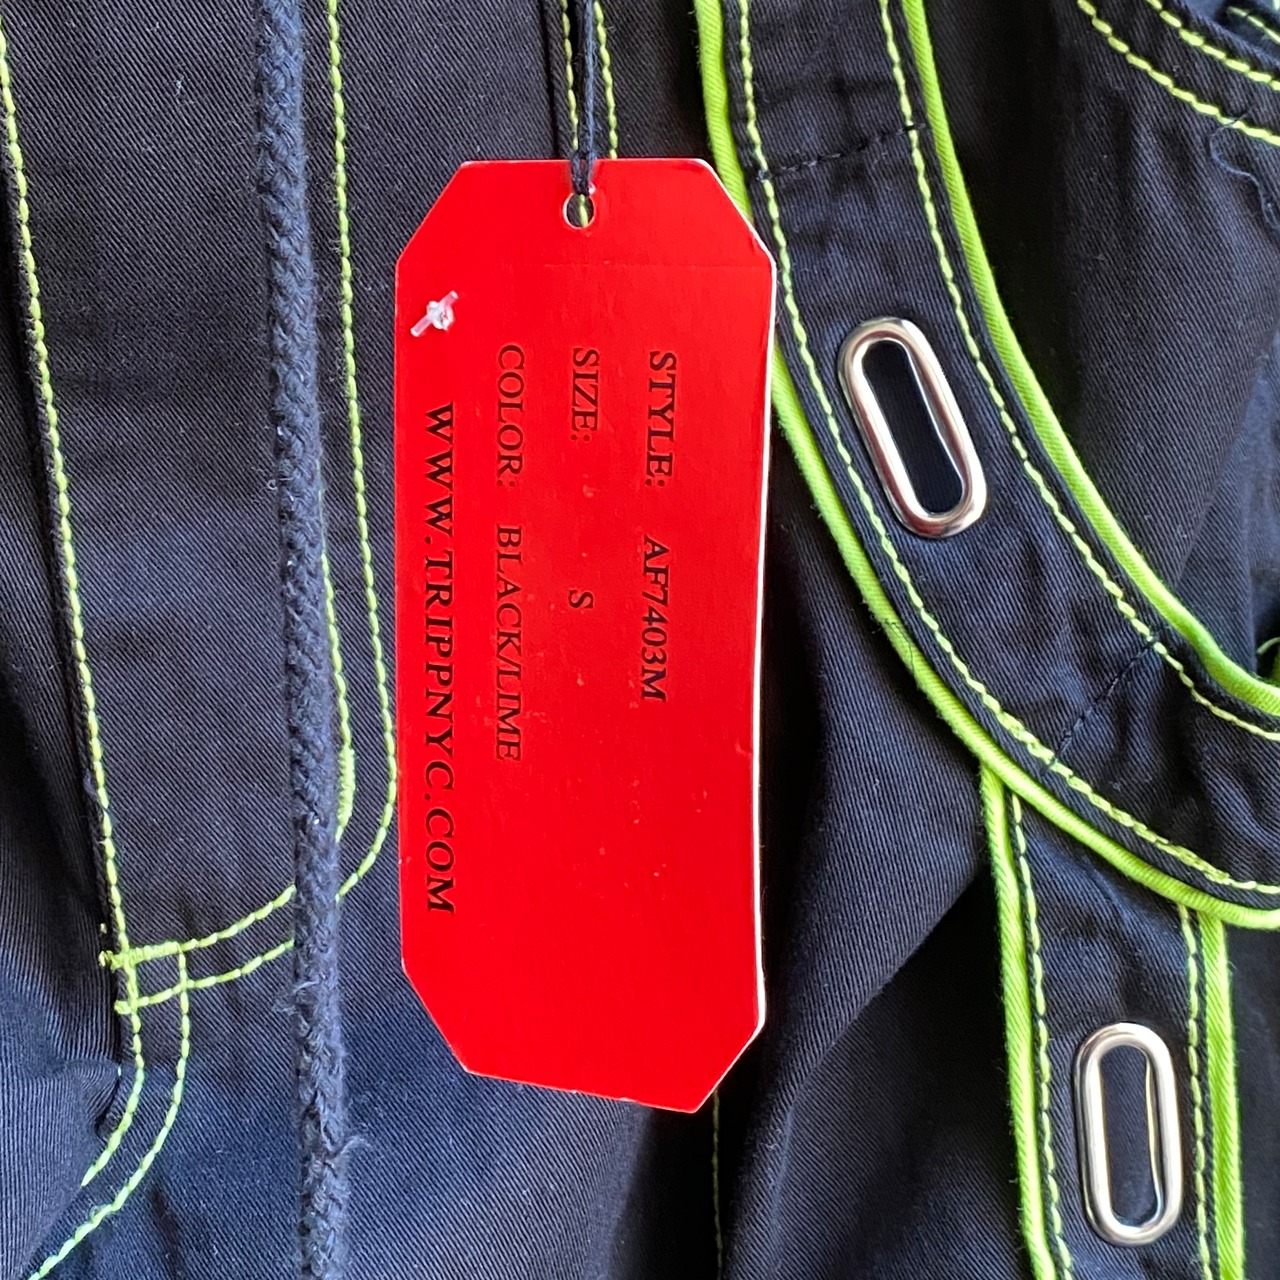 STYLE: AF7403M
SIZE: S
COLOR: BLACK/LIME
WWW.TRIPPNYC.COM